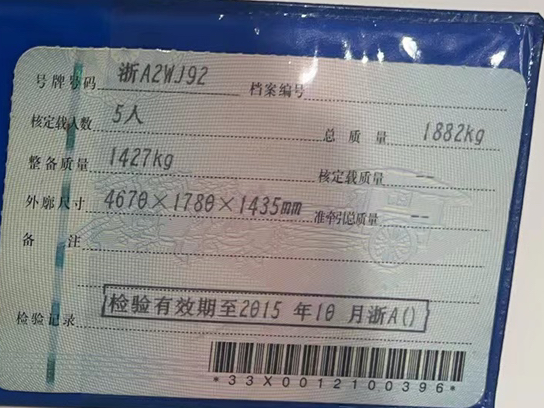 号牌号码 浙A2WJ92 档案编号
核定载人数 5人 总质量 1882kg
整备质量 1427kg 核定载质量 --
外廓尺寸 4670×1780×1435mm 准牵引总质量 --
备注
检验记录 检验有效期至2015 年10 月浙A()
*33X0012100396*